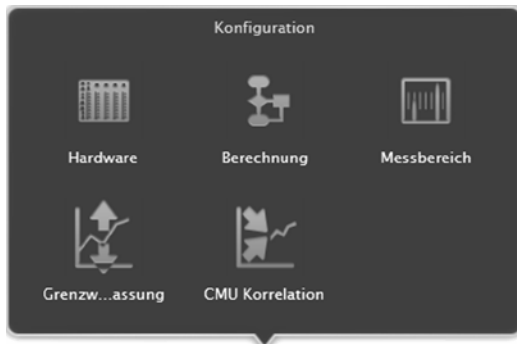 Konfiguration
Hardware Berechnung Messbereich
Grenzw...assung CMU Korrelation